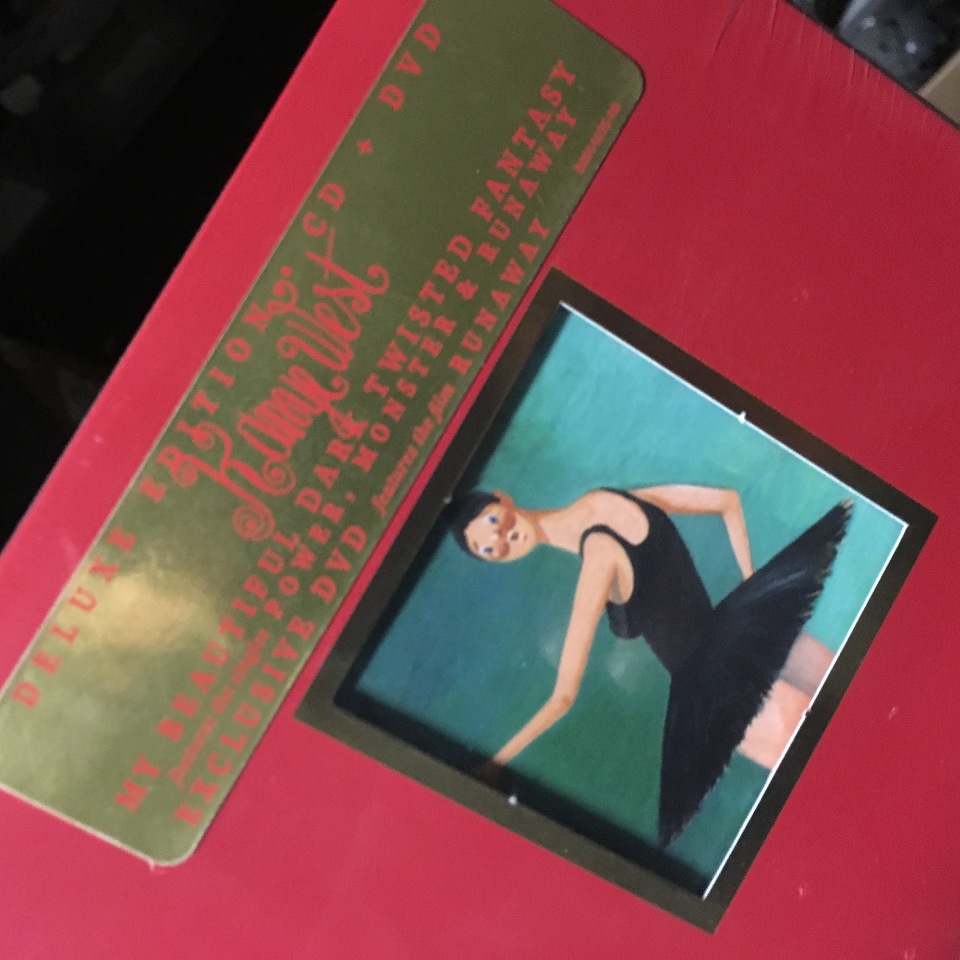 DELUXE EDITION: CD + DVD
Kanye West
MY BEAUTIFUL DARK TWISTED FANTASY
features the singles POWER, MONSTER & RUNAWAY
EXCLUSIVE DVD features the film RUNAWAY